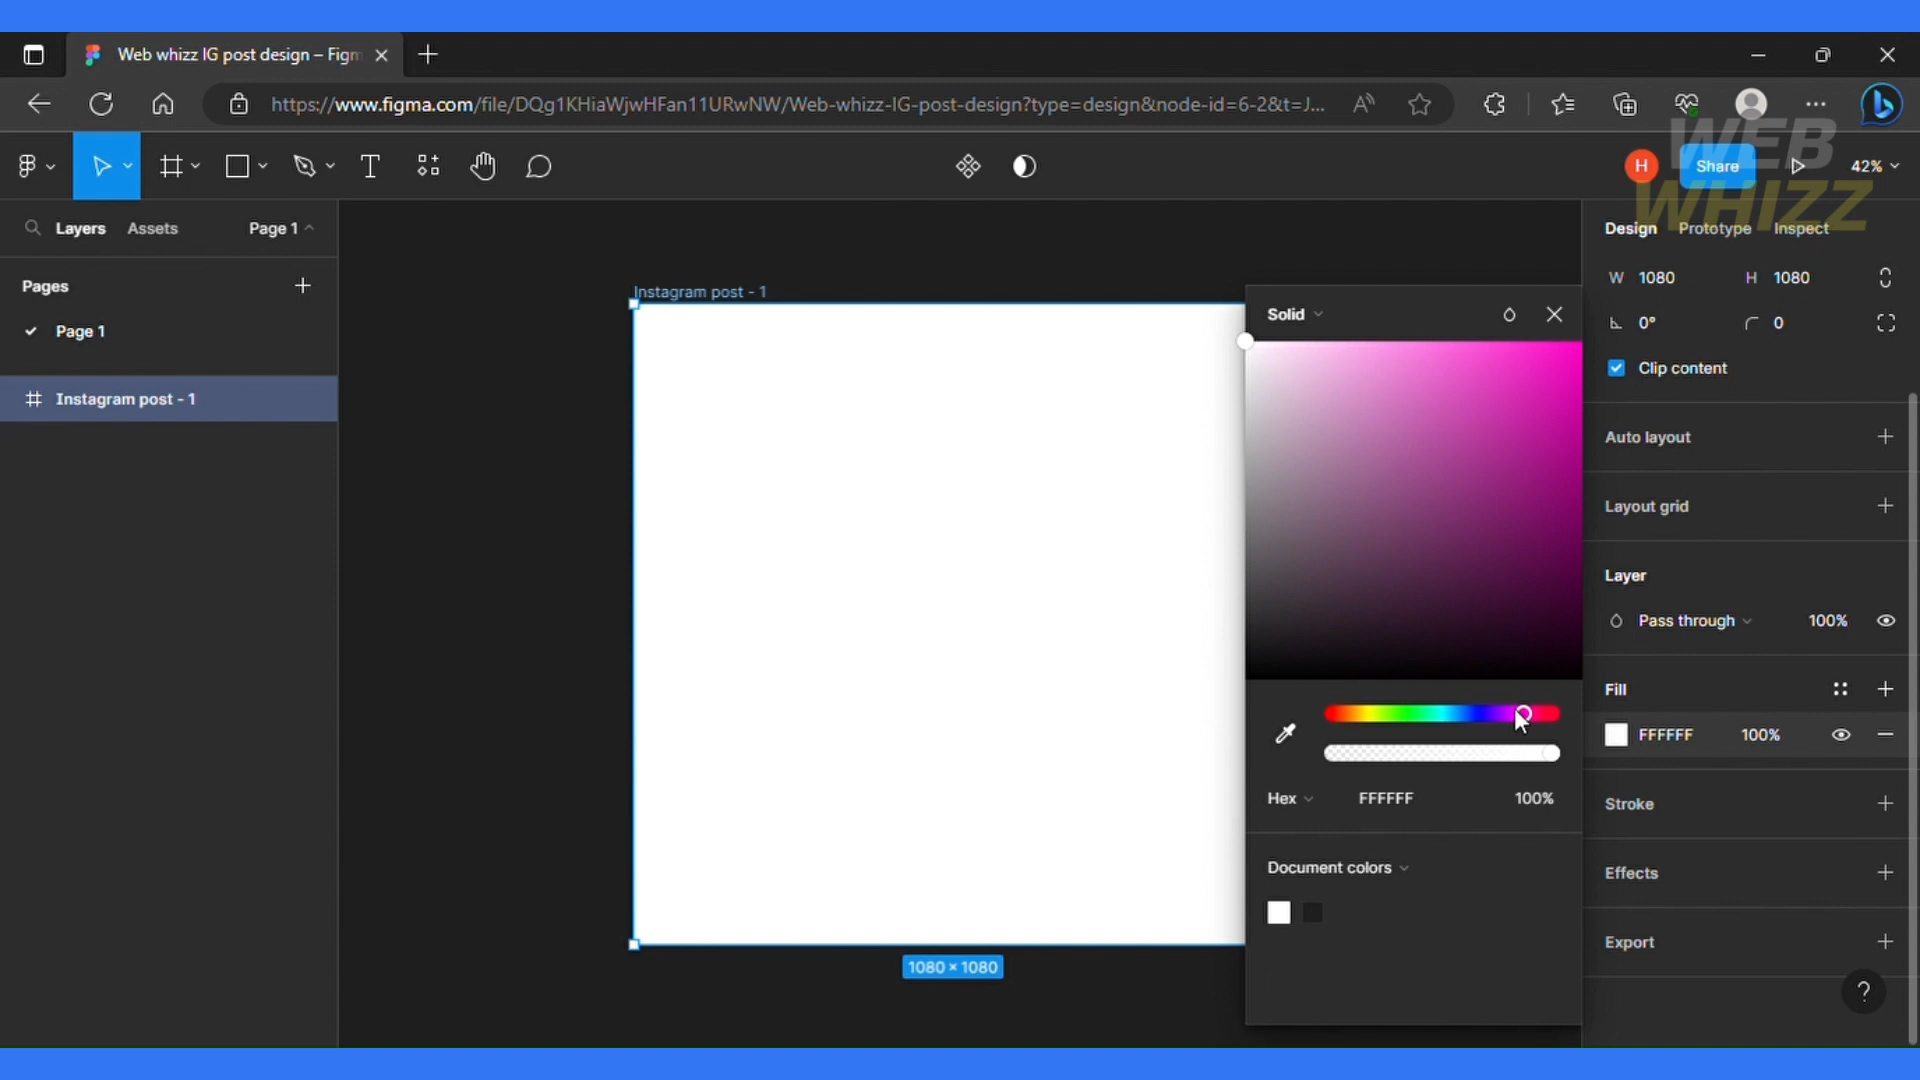 Web whizz IG post design – Figm
https://www.figma.com/file/DQg1KHiaWjwHFan11URwNW/Web-whizz-IG-post-design?type=design&node-id=6-2&t=J...
WEB
WHIZZ
H
Share
42%
Layers
Assets
Page 1
Design
Prototype
Inspect
Pages
Page 1
Instagram post - 1
Instagram post - 1
1080 × 1080
Solid
Hex
FFFFFF
100%
Document colors
W 1080
H 1080
0°
0
Clip content
Auto layout
Layout grid
Layer
Pass through
100%
Fill
FFFFFF
100%
Stroke
Effects
Export
?